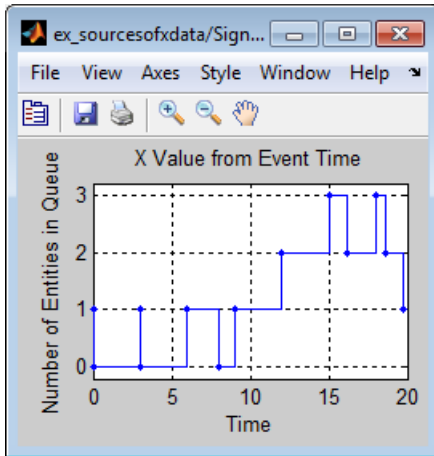 ex_sourcesofxdata/Sign...
File View Axes Style Window Help
X Value from Event Time
Number of Entities in Queue
3
2
1
0
0 5 10 15 20
Time